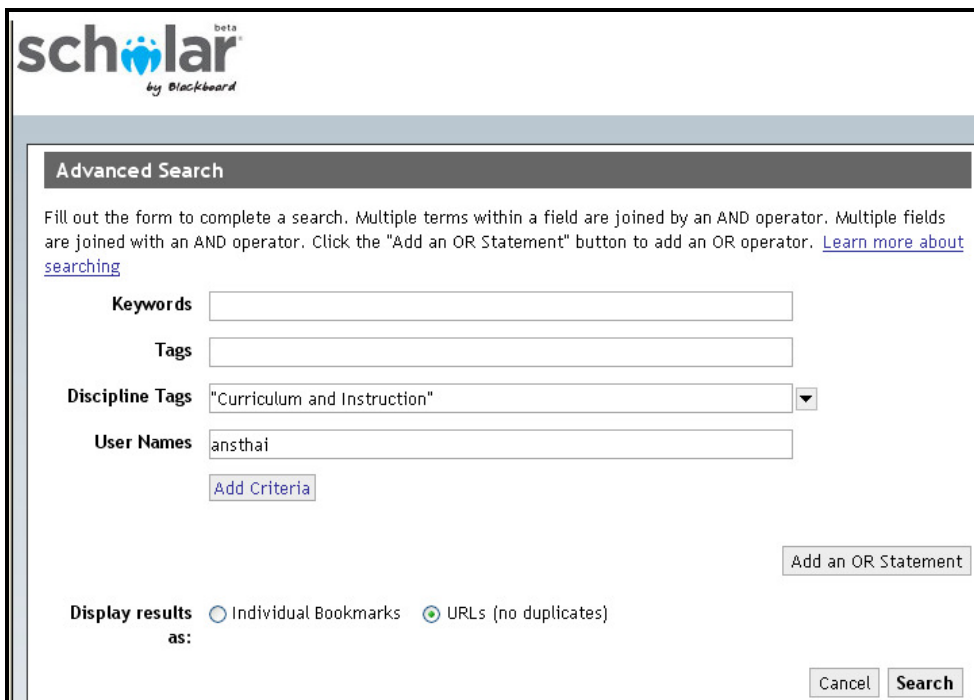 beta
scholar
by Blackboard
Advanced Search
Fill out the form to complete a search. Multiple terms within a field are joined by an AND operator. Multiple fields
are joined with an AND operator. Click the "Add an OR Statement" button to add an OR operator. Learn more about
searching
Keywords
Tags
Discipline Tags "Curriculum and Instruction"
User Names ansthai
Add Criteria
Add an OR Statement
Display results Individual Bookmarks URLs (no duplicates)
as:
Cancel Search